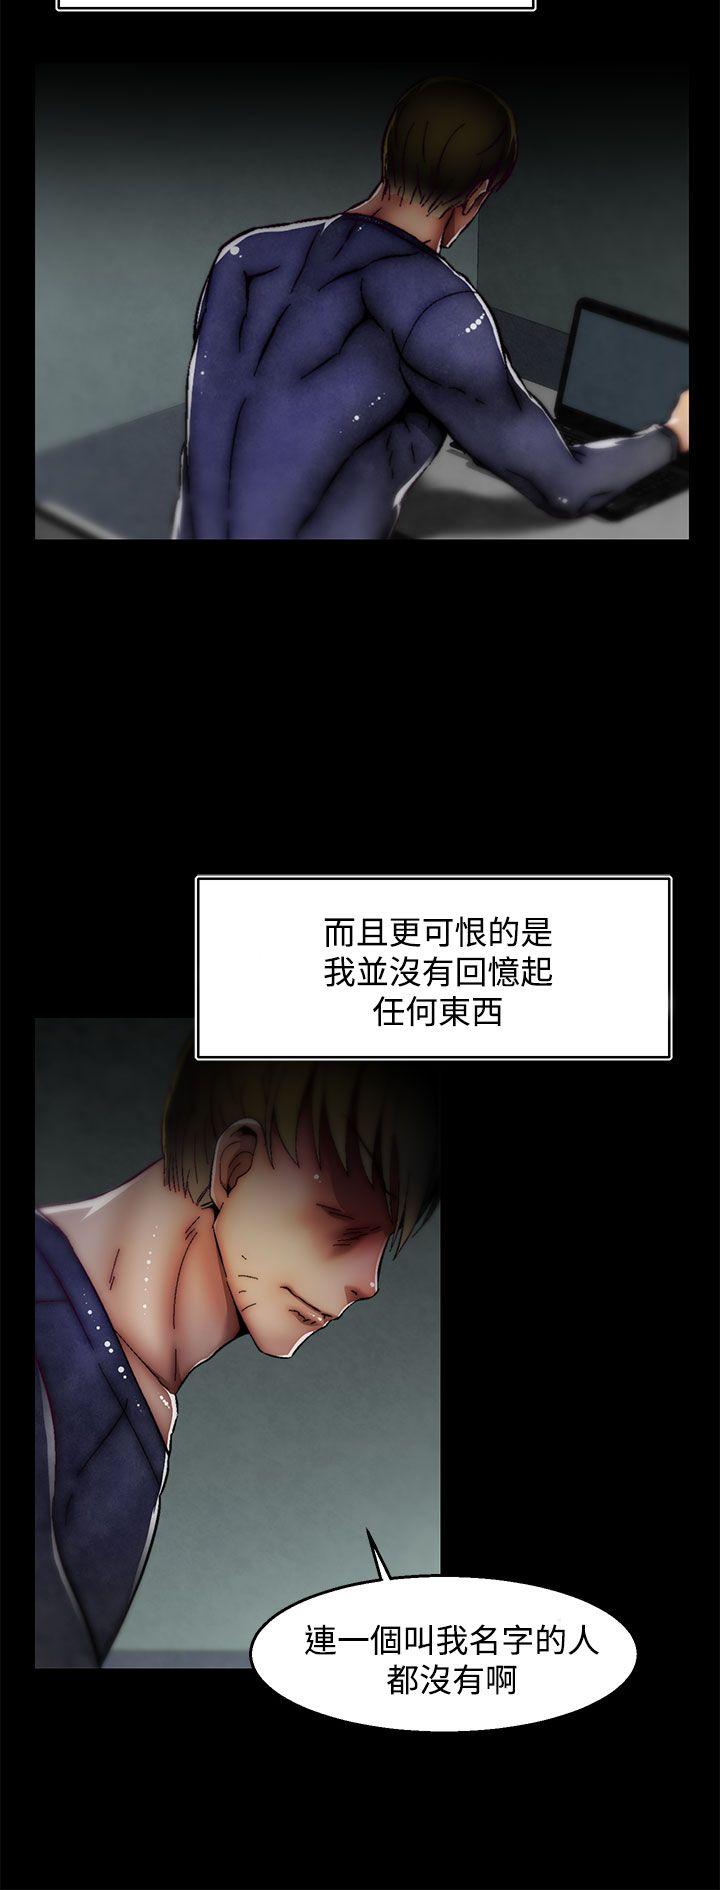 而且更可恨的是
我並沒有回憶起
任何東西
連一個叫我名字的人
都沒有啊